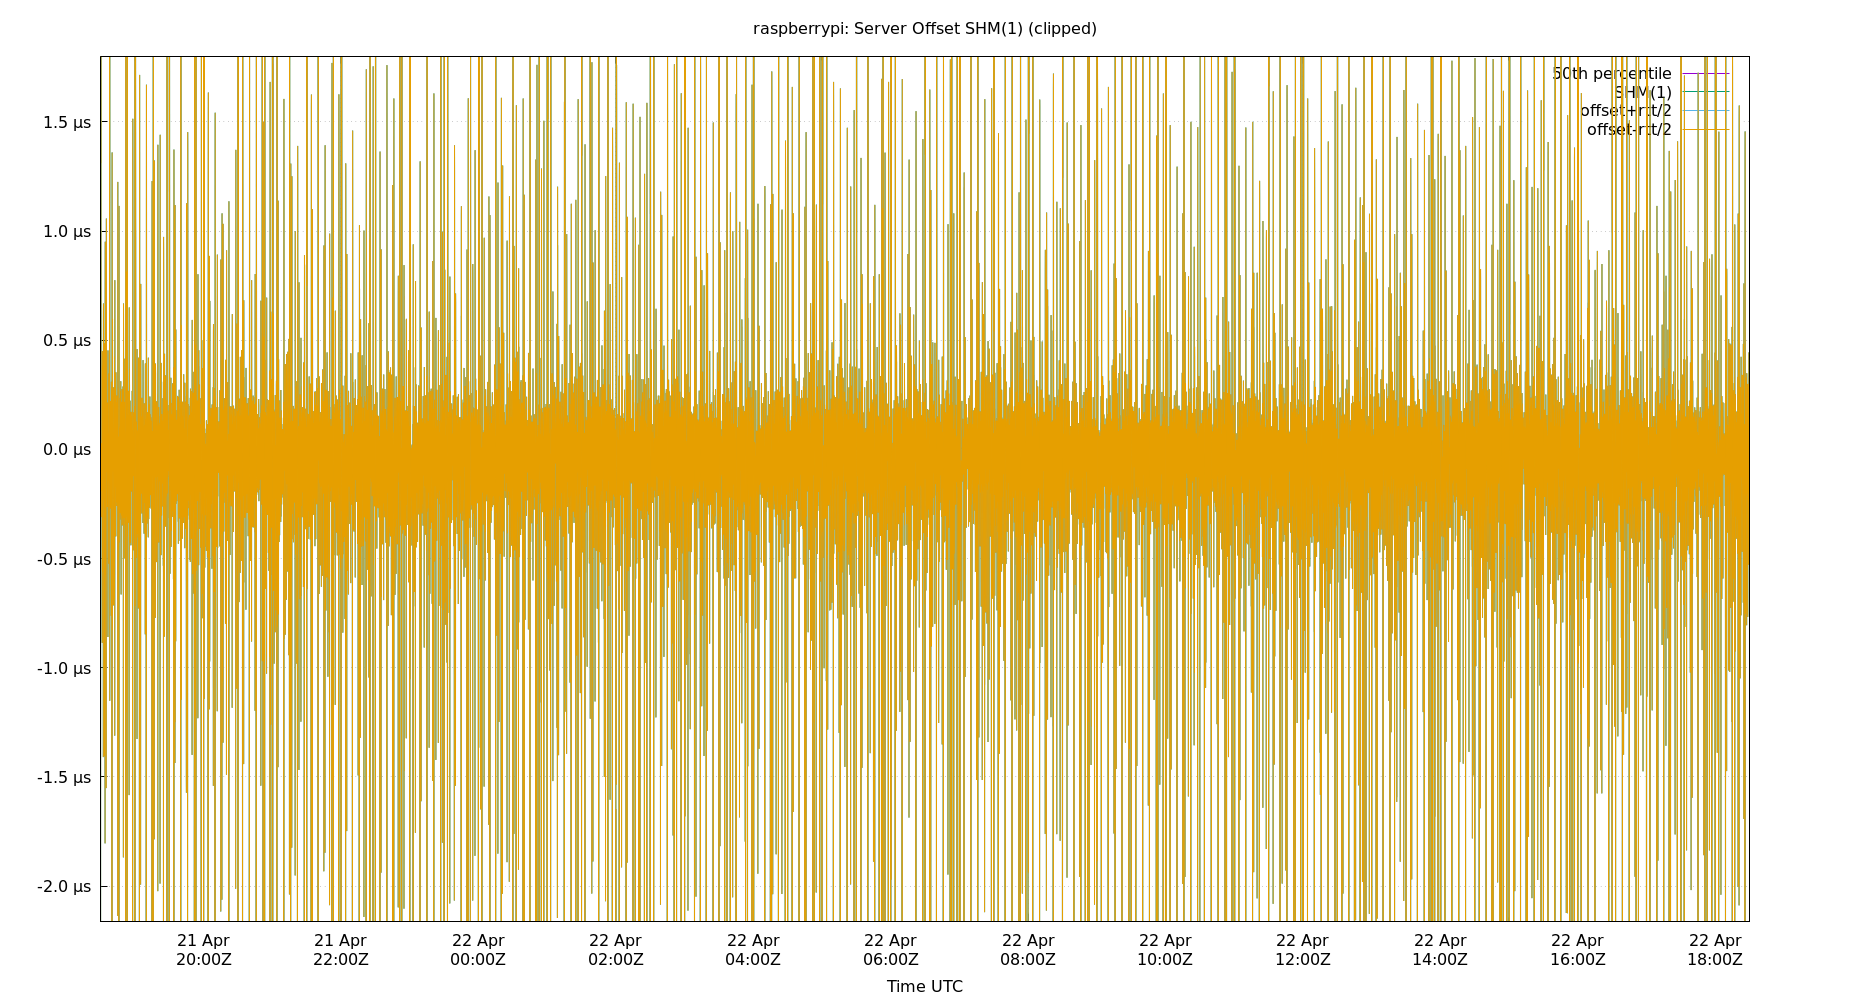 raspberrypi: Server Offset SHM(1) (clipped)
50th percentile
SHM(1)
offset+rtt/2
offset-rtt/2
1.5 µs
1.0 µs
0.5 µs
0.0 µs
-0.5 µs
-1.0 µs
-1.5 µs
-2.0 µs
21 Apr 21 Apr 22 Apr 22 Apr 22 Apr 22 Apr 22 Apr 22 Apr 22 Apr 22 Apr 22 Apr 22 Apr
20:00Z 22:00Z 00:00Z 02:00Z 04:00Z 06:00Z 08:00Z 10:00Z 12:00Z 14:00Z 16:00Z 18:00Z
Time UTC